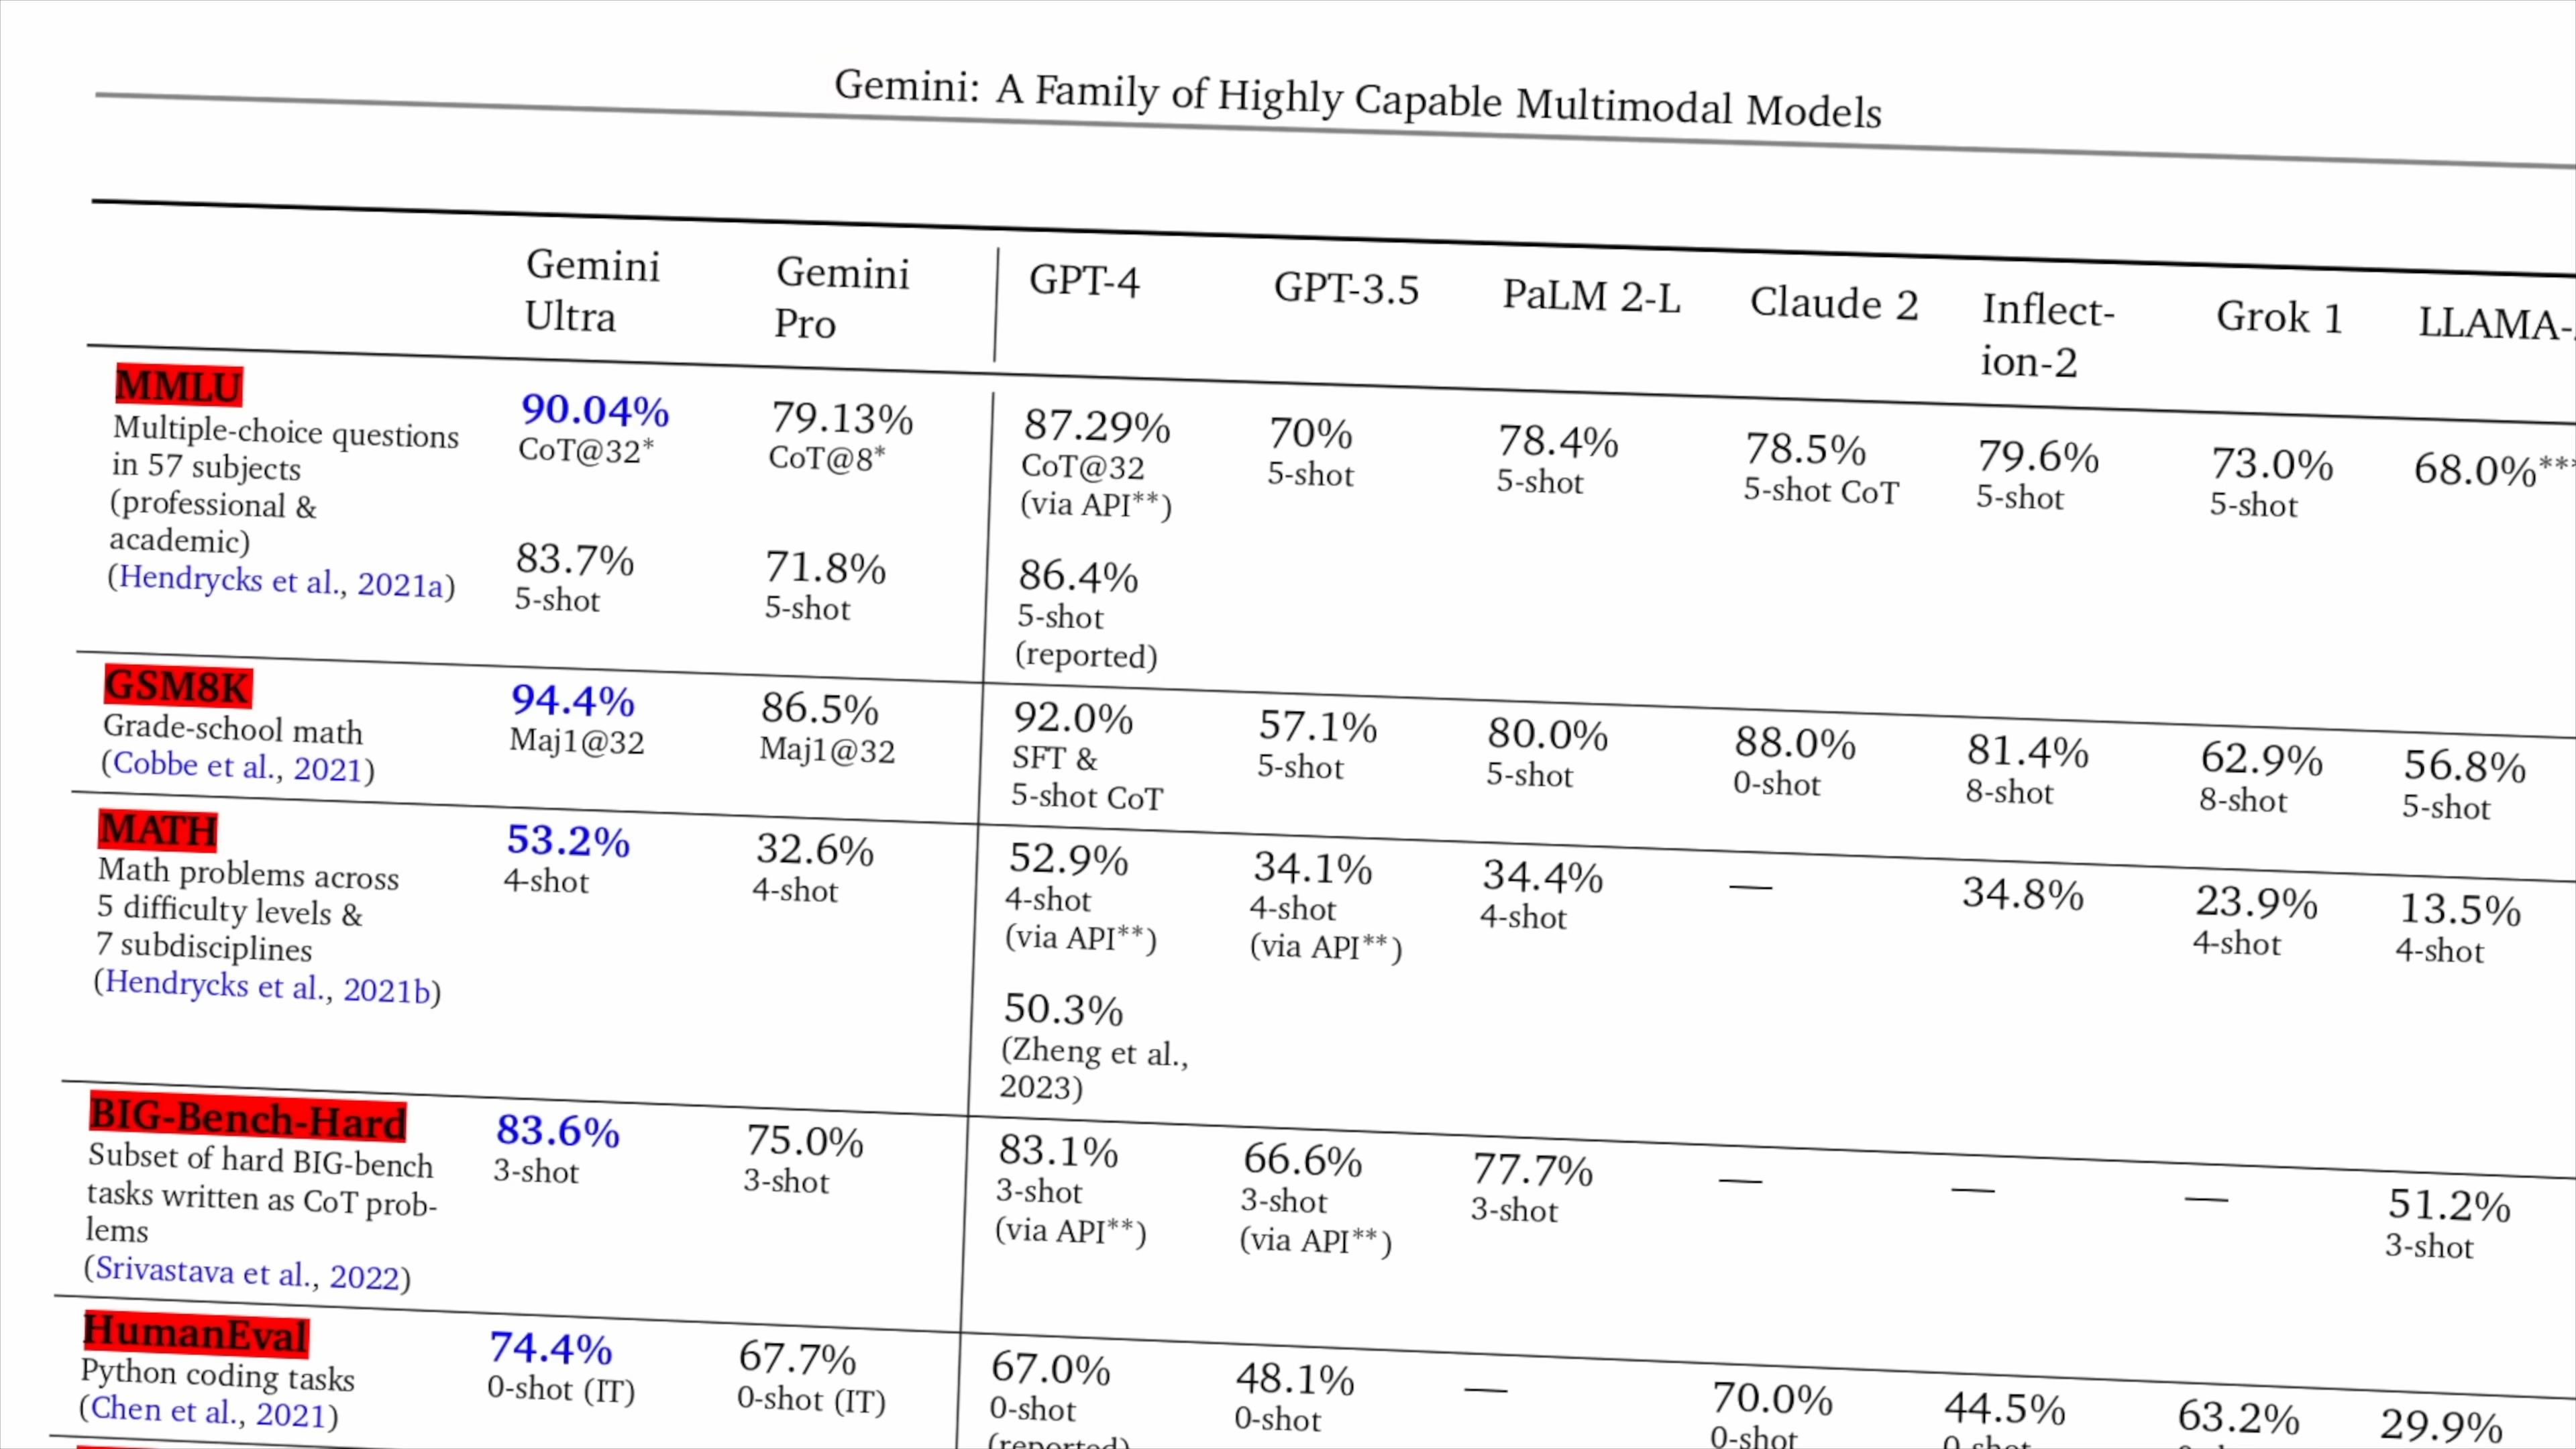 Gemini: A Family of Highly Capable Multimodal Models
Gemini Ultra Gemini Pro GPT-4 GPT-3.5 PaLM 2-L Claude 2 Inflect-ion-2 Grok 1 LLAMA-
MMLU
Multiple-choice questions
in 57 subjects
(professional &
academic)
(Hendrycks et al., 2021a)
90.04%
CoT@32*
83.7%
5-shot
79.13%
CoT@8*
71.8%
5-shot
87.29%
CoT@32
(via API**)
86.4%
5-shot
(reported)
70%
5-shot
78.4%
5-shot
78.5%
5-shot CoT
79.6%
5-shot
73.0%
5-shot
68.0%***
GSM8K
Grade-school math
(Cobbe et al., 2021)
94.4%
Maj1@32
86.5%
Maj1@32
92.0%
SFT &
5-shot CoT
57.1%
5-shot
80.0%
5-shot
88.0%
0-shot
81.4%
8-shot
62.9%
8-shot
56.8%
5-shot
MATH
Math problems across
5 difficulty levels &
7 subdisciplines
(Hendrycks et al., 2021b)
53.2%
4-shot
32.6%
4-shot
52.9%
4-shot
(via API**)
50.3%
(Zheng et al.,
2023)
34.1%
4-shot
(via API**)
34.4%
4-shot
—
34.8%
23.9%
4-shot
13.5%
4-shot
BIG-Bench-Hard
Subset of hard BIG-bench
tasks written as CoT prob-
lems
(Srivastava et al., 2022)
83.6%
3-shot
75.0%
3-shot
83.1%
3-shot
(via API**)
66.6%
3-shot
(via API**)
77.7%
3-shot
—
—
—
51.2%
3-shot
HumanEval
Python coding tasks
(Chen et al., 2021)
74.4%
0-shot (IT)
67.7%
0-shot (IT)
67.0%
0-shot
(reported)
48.1%
0-shot
—
70.0%
0-shot
44.5%
0-shot
63.2%
29.9%